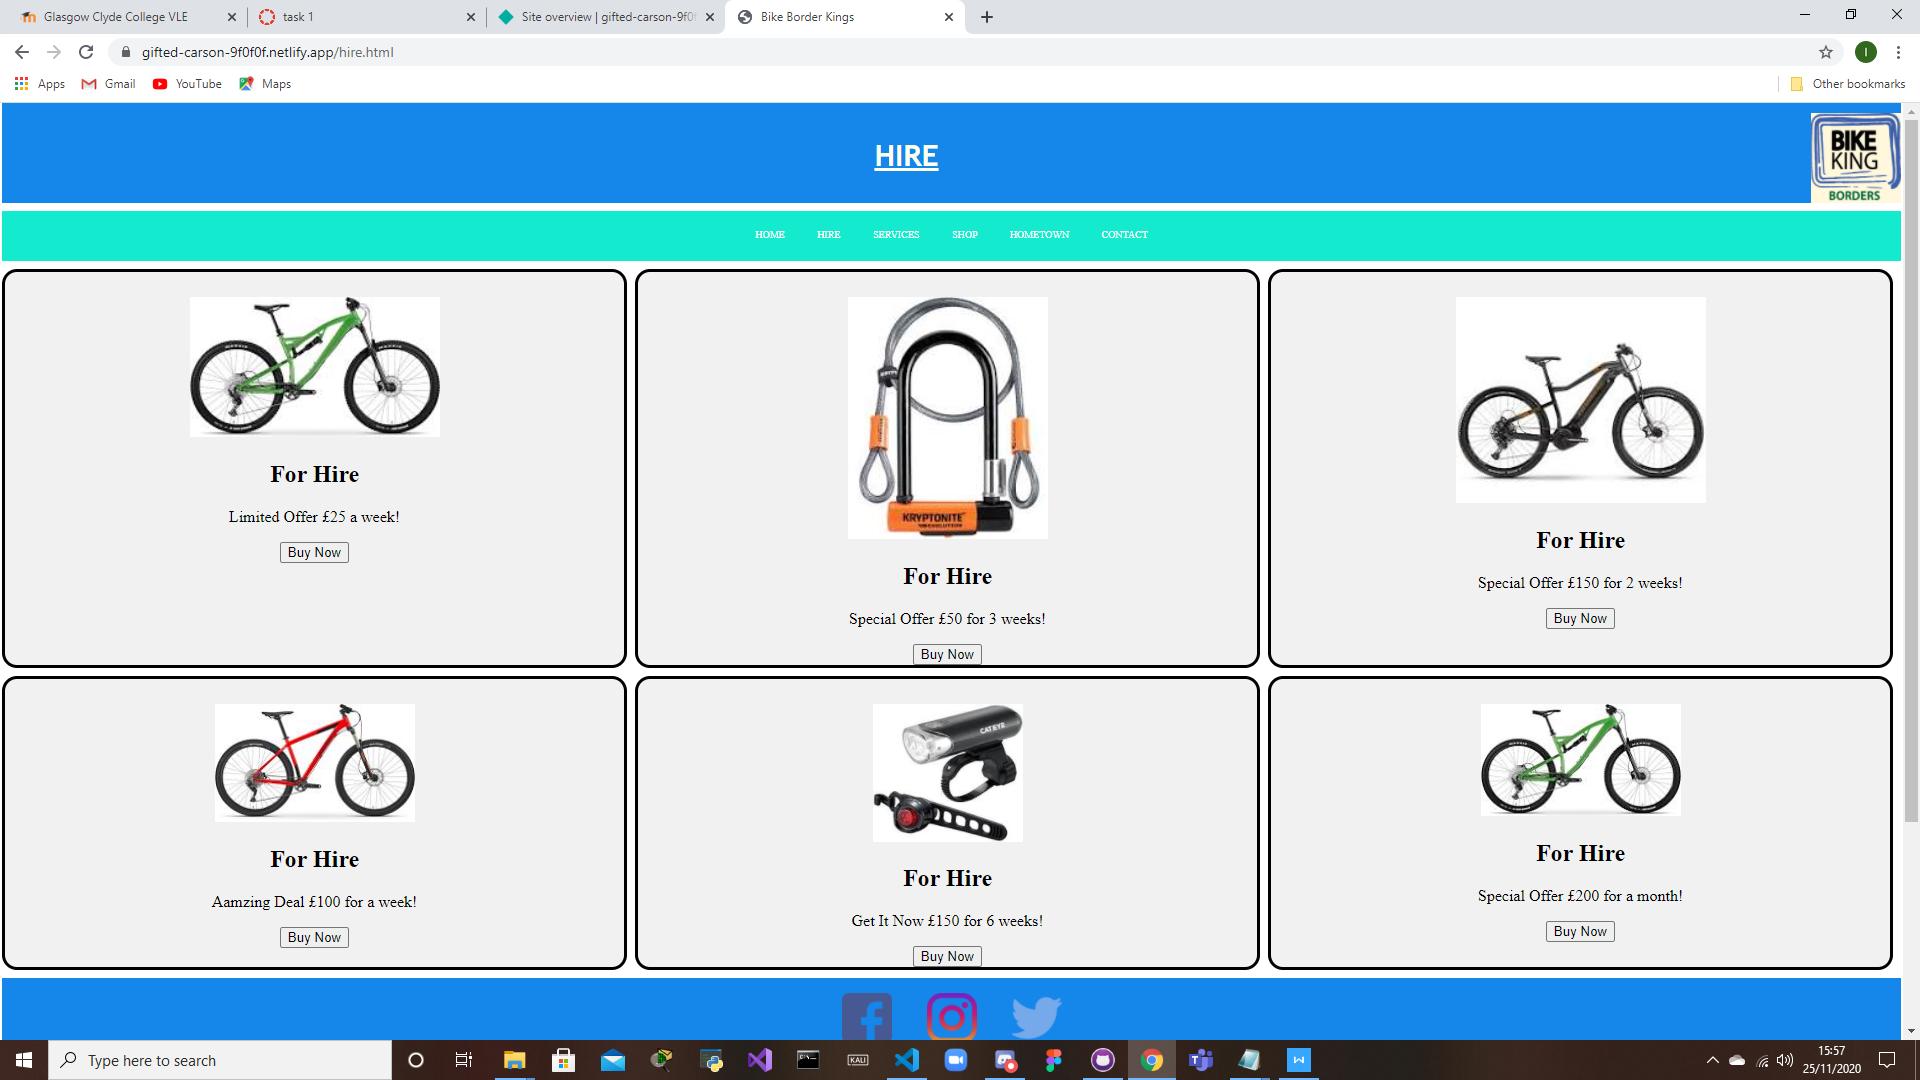 Glasgow Clyde College VLE
task 1
Site overview | gifted-carson-9f0f
Bike Border Kings
gifted-carson-9f0f0f.netlify.app/hire.html
Apps
Gmail
YouTube
Maps
Other bookmarks
HIRE
BIKE
KING
BORDERS
HOME
HIRE
SERVICES
SHOP
HOMETOWN
CONTACT
For Hire
Limited Offer £25 a week!
Buy Now
KRYPTONITE
EVOLUTION
For Hire
Special Offer £50 for 3 weeks!
Buy Now
For Hire
Special Offer £150 for 2 weeks!
Buy Now
For Hire
Aamzing Deal £100 for a week!
Buy Now
CATEYE
For Hire
Get It Now £150 for 6 weeks!
Buy Now
For Hire
Special Offer £200 for a month!
Buy Now
Type here to search
KALI
15:57
25/11/2020